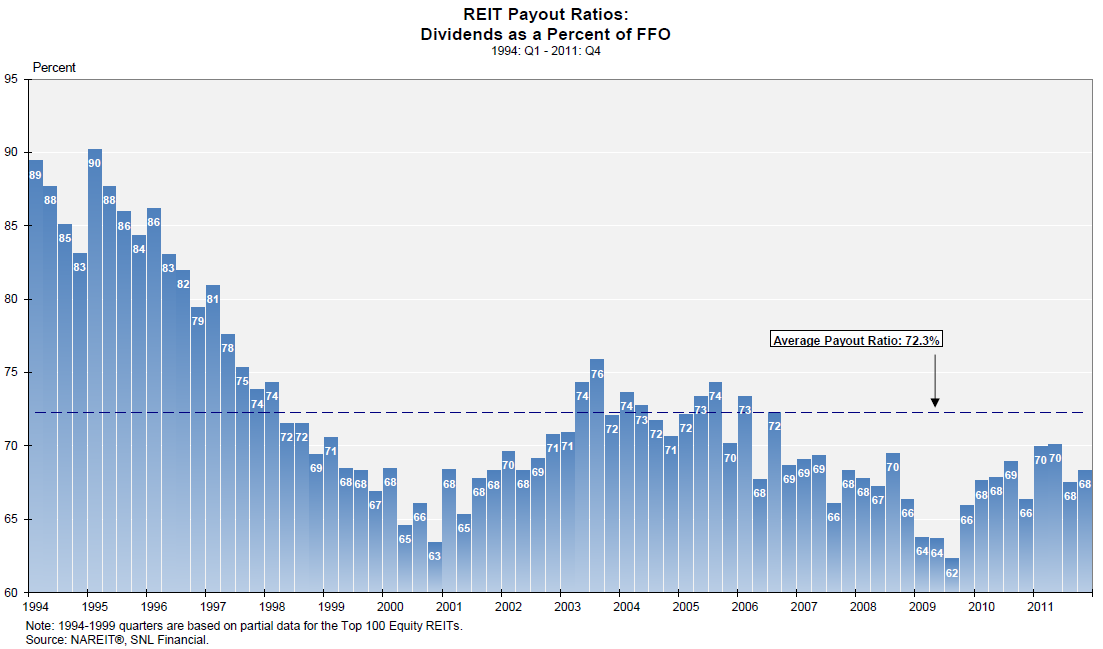 REIT Payout Ratios:
Dividends as a Percent of FFO
1994: Q1 - 2011: Q4
Percent
95
90
85
80
75
70
65
60
89 88 85 83 90 88 86 84 86 83 82 79 81 78 75 74 74 72 72 69 71 68 68 67 68 65 66 63 68 65 68 68 70 68 69 71 71 74 76 72 74 73 72 71 72 73 74 70 73 68 72 69 69 69 66 68 68 67 70 66 64 64 62 66 68 68 69 66 70 70 68 68
Average Payout Ratio: 72.3%
1994 1995 1996 1997 1998 1999 2000 2001 2002 2003 2004 2005 2006 2007 2008 2009 2010 2011
Note: 1994-1999 quarters are based on partial data for the Top 100 Equity REITs.
Source: NAREIT®, SNL Financial.